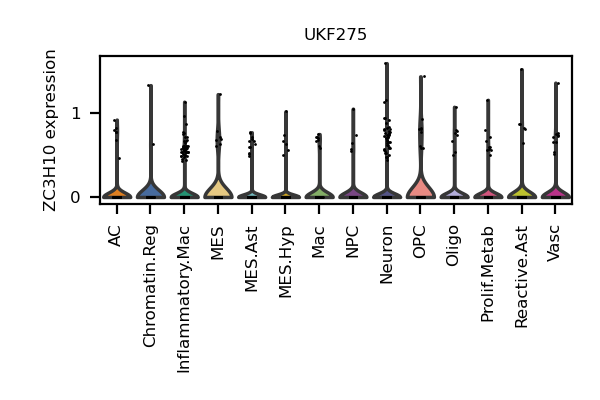 UKF275
ZC3H10 expression
1
0
AC
Chromatin.Reg
Inflammatory.Mac
MES
MES.Ast
MES.Hyp
Mac
NPC
Neuron
OPC
Oligo
Prolif.Metab
Reactive.Ast
Vasc